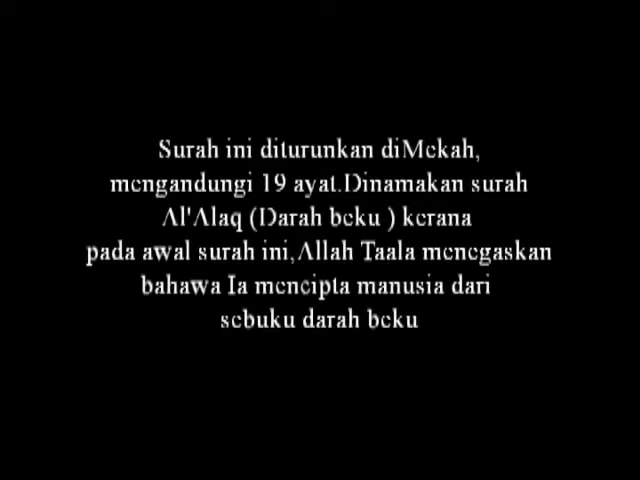 Surah ini diturunkan diMekah,
mengandungi 19 ayat.Dinamakan surah
Al'Alaq (Darah beku ) kerana
pada awal surah ini,Allah Taala menegaskan
bahawa Ia mencipta manusia dari
sebuku darah beku